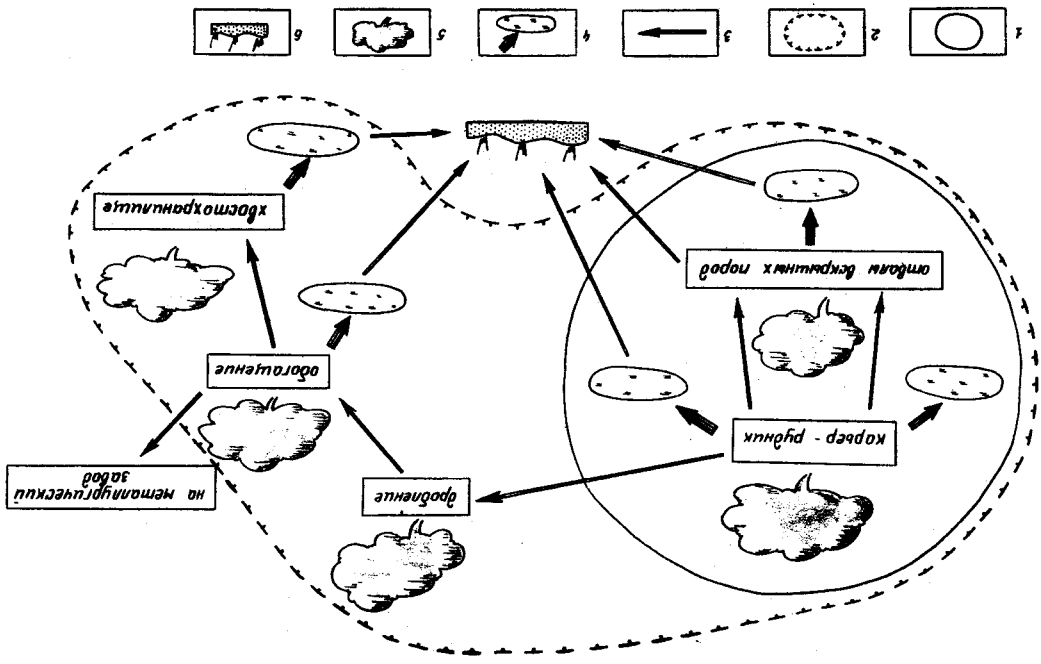 дробление
на металлургический
завод
карьер - рудник
обогащение
отвалы вскрышных пород
хвостохранилище
1 2 3 4 5 6